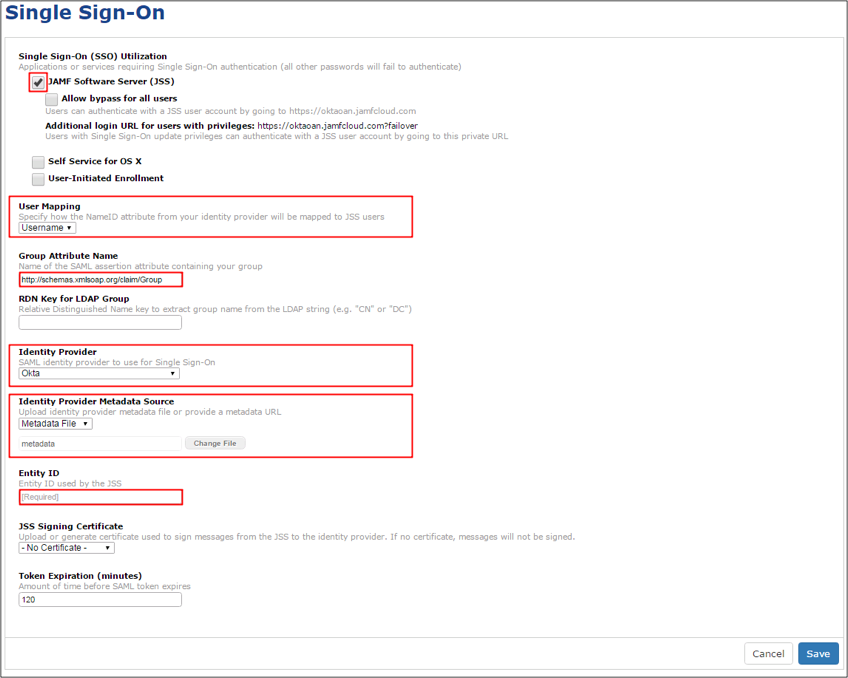 Single Sign-On
Single Sign-On (SSO) Utilization
Applications or services requiring Single Sign-On authentication (all other passwords will fail to authenticate)
JAMF Software Server (JSS)
Allow bypass for all users
Users can authenticate with a JSS user account by going to https://oktaoan.jamfcloud.com
Additional login URL for users with privileges: https://oktaoan.jamfcloud.com?failover
Users with Single Sign-On update privileges can authenticate with a JSS user account by going to this private URL
Self Service for OS X
User-Initiated Enrollment
User Mapping
Specify how the NameID attribute from your identity provider will be mapped to JSS users
Username
Group Attribute Name
Name of the SAML assertion attribute containing your group
http://schemas.xmlsoap.org/claim/Group
RDN Key for LDAP Group
Relative Distinguished Name key to extract group name from the LDAP string (e.g. "CN" or "DC")
Identity Provider
SAML identity provider to use for Single Sign-On
Okta
Identity Provider Metadata Source
Upload identity provider metadata file or provide a metadata URL
Metadata File
metadata Change File
Entity ID
Entity ID used by the JSS
[Required]
JSS Signing Certificate
Upload or generate certificate used to sign messages from the JSS to the identity provider. If no certificate, messages will not be signed.
- No Certificate -
Token Expiration (minutes)
Amount of time before SAML token expires
120
Cancel Save